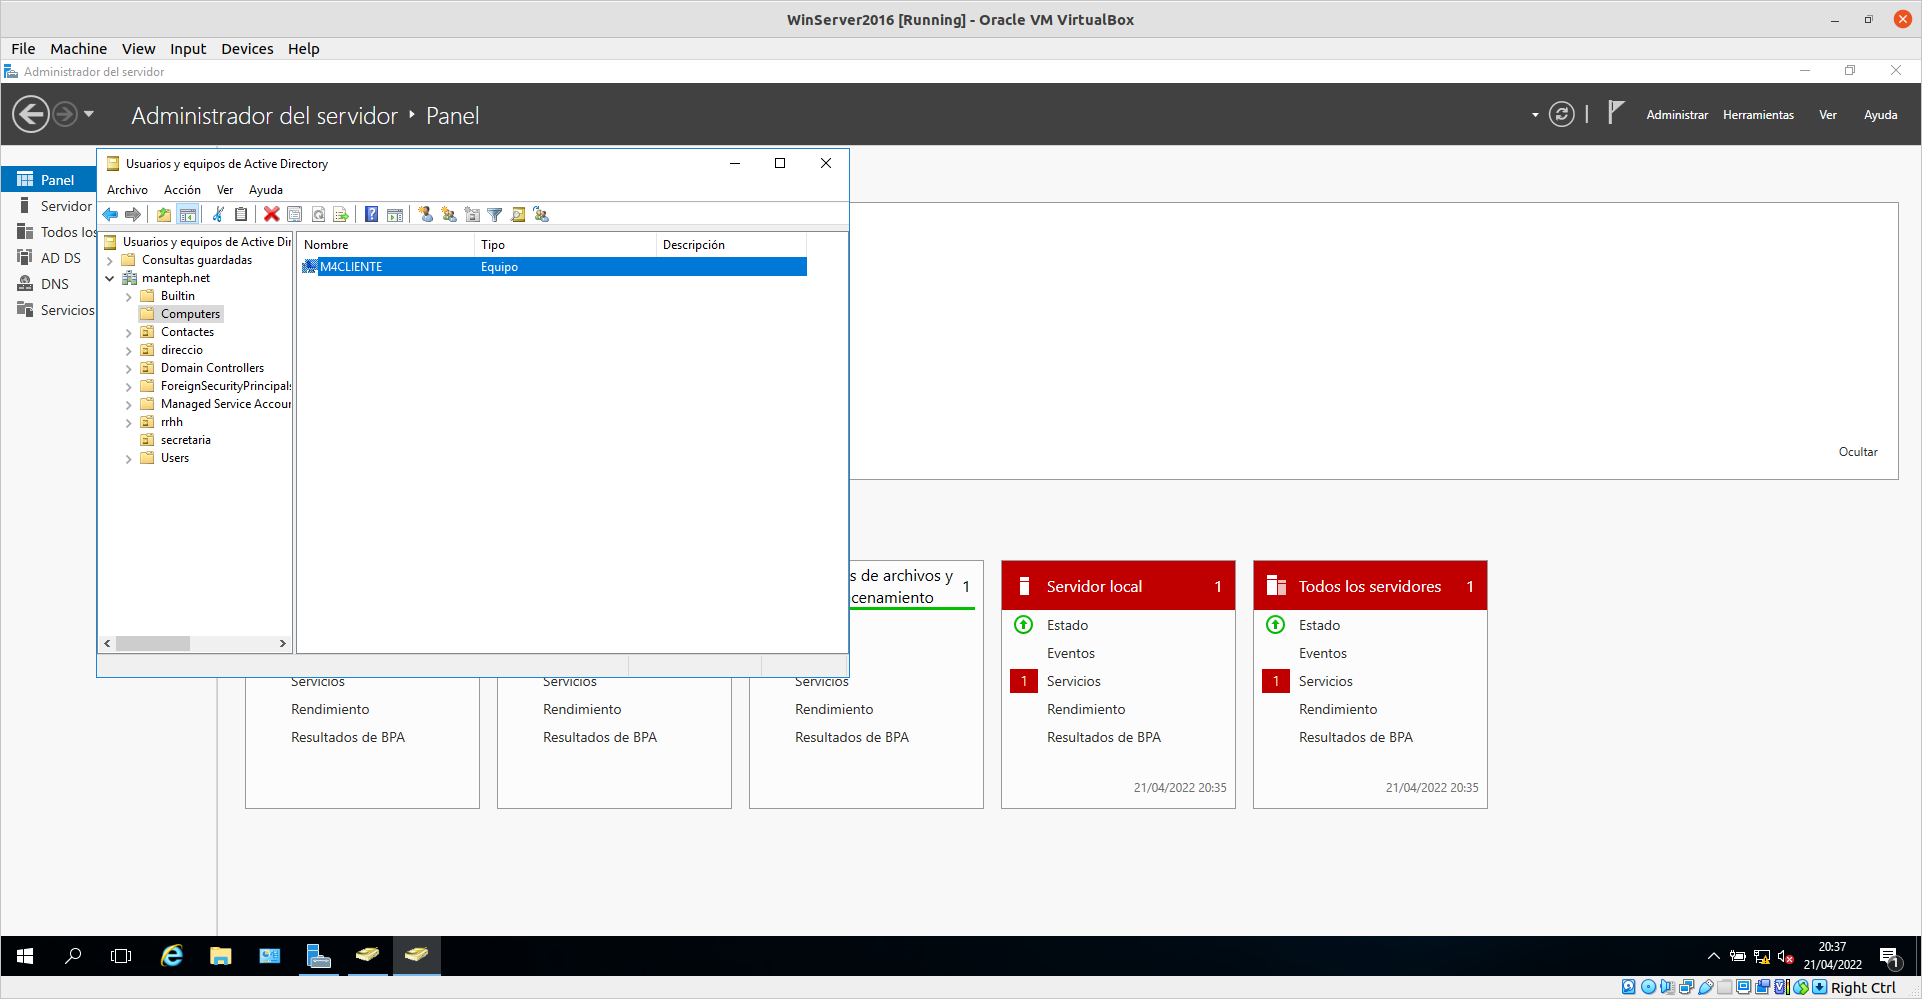 WinServer2016 [Running] - Oracle VM VirtualBox
File Machine View Input Devices Help
Administrador del servidor
Administrador del servidor Panel
Administrar Herramientas Ver Ayuda
Panel
Servidor
Todos los
AD DS
DNS
Servicios
Usuarios y equipos de Active Directory
Archivo Acción Ver Ayuda
Usuarios y equipos de Active Dir
Consultas guardadas
manteph.net
Builtin
Computers
Contactes
direccio
Domain Controllers
ForeignSecurityPrincipals
Managed Service Accour
rrhh
secretaria
Users
Nombre Tipo Descripción
M4CLIENTE Equipo
Ocultar
Servicios
Rendimiento
Resultados de BPA
Servicios
Rendimiento
Resultados de BPA
s de archivos y
cenamiento 1
Servicios
Rendimiento
Resultados de BPA
Servidor local 1
Estado
Eventos
1 Servicios
Rendimiento
Resultados de BPA
21/04/2022 20:35
Todos los servidores 1
Estado
Eventos
1 Servicios
Rendimiento
Resultados de BPA
21/04/2022 20:35
20:37
21/04/2022
1
Right Ctrl